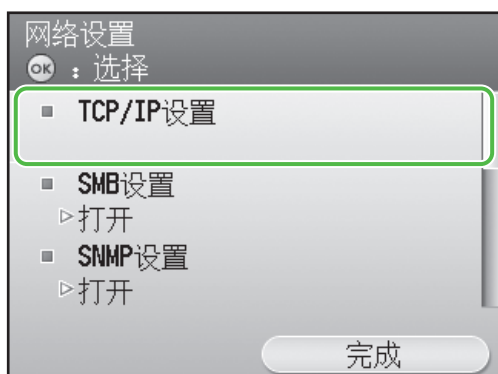 网络设置
OK：选择
■ TCP/IP设置
■ SMB设置
▷打开
■ SNMP设置
▷打开
完成